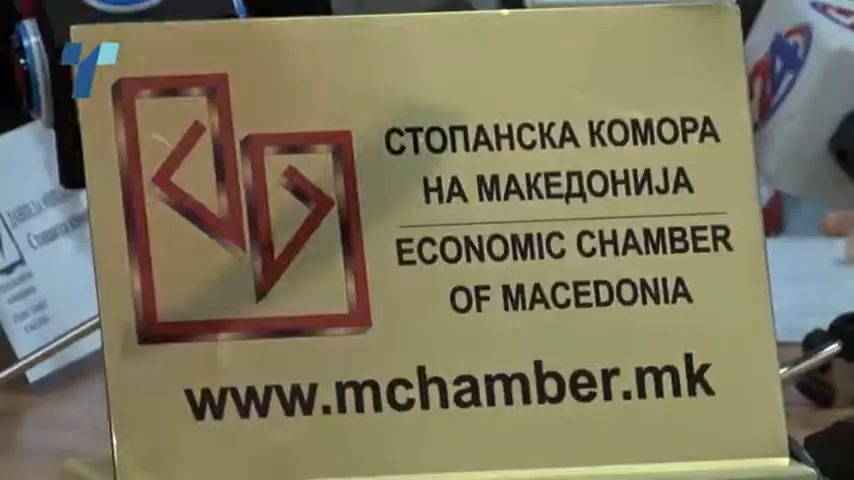 СТОПАНСКА КОМОРА
НА МАКЕДОНИЈА
ECONOMIC CHAMBER
OF MACEDONIA
www.mchamber.mk